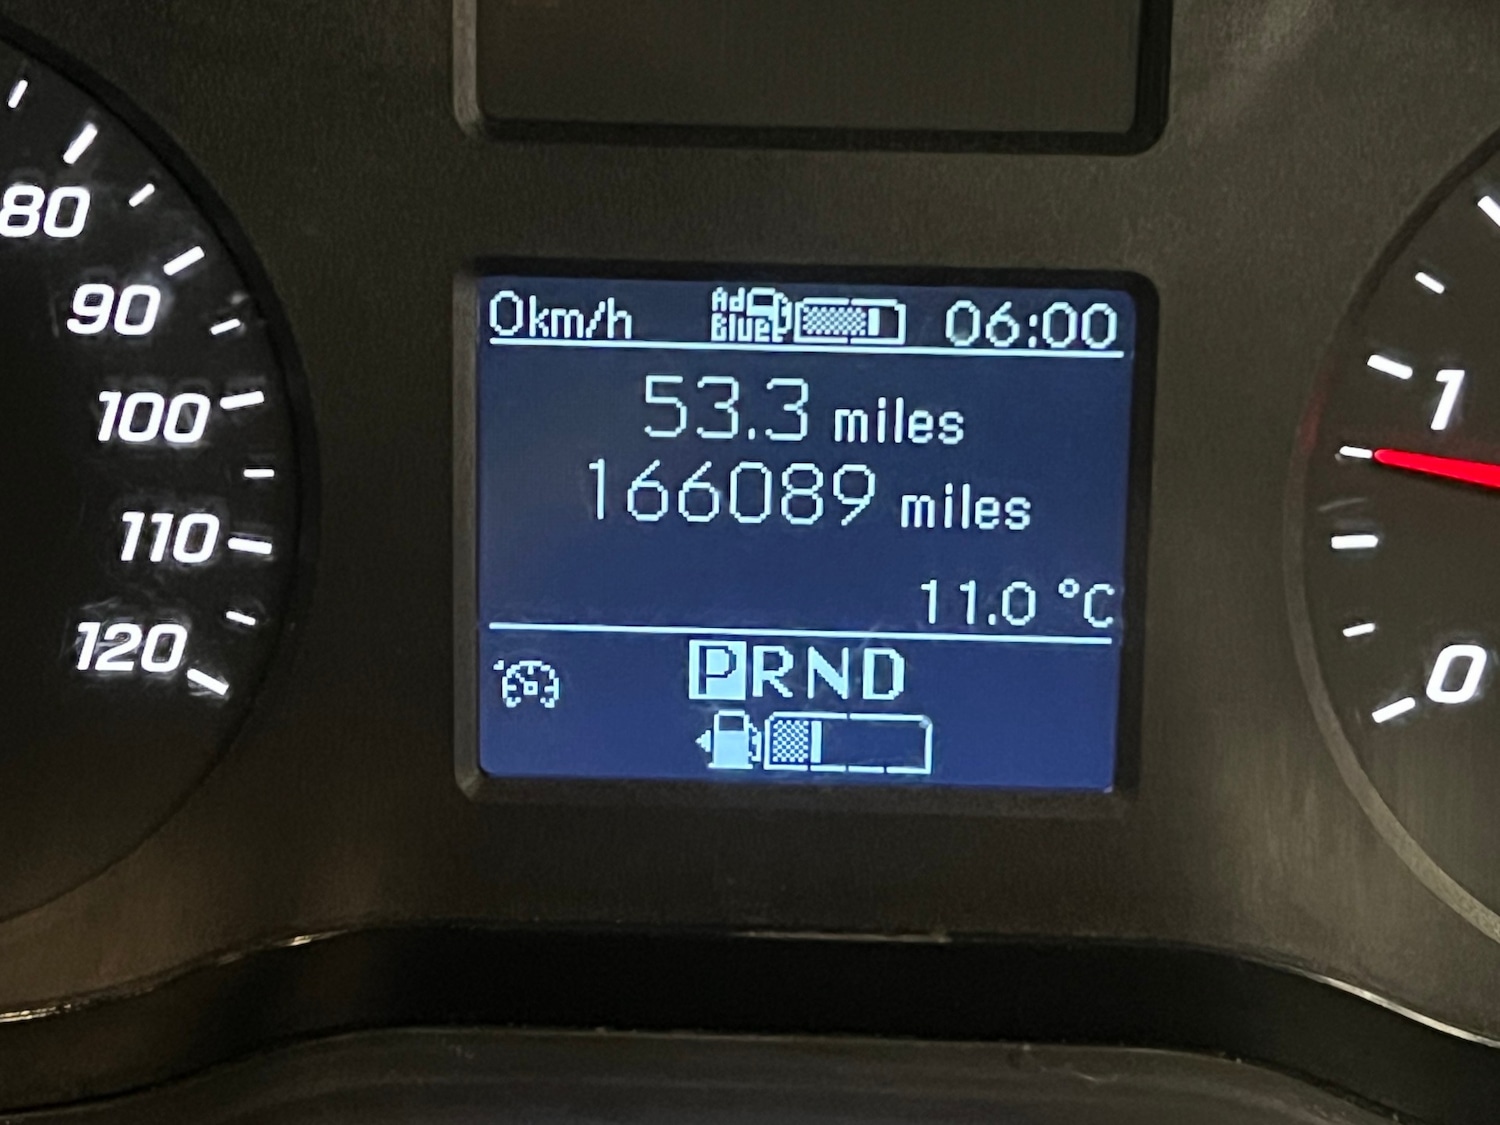 0km/h AdBlue 06:00
53.3 miles
166089 miles
11.0 °C
PRND
80
90
100
110
120
1
0